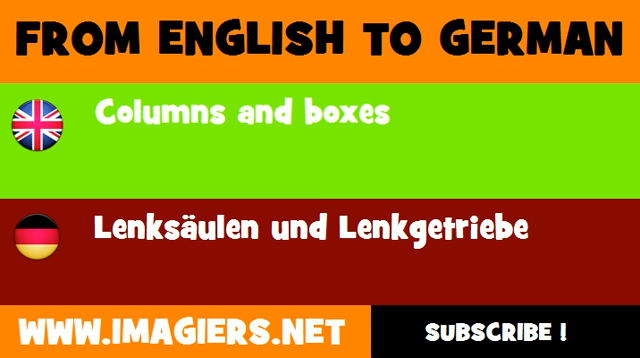 FROM ENGLISH TO GERMAN
Columns and boxes
Lenksäulen und Lenkgetriebe
WWW.IMAGIERS.NET
SUBSCRIBE !